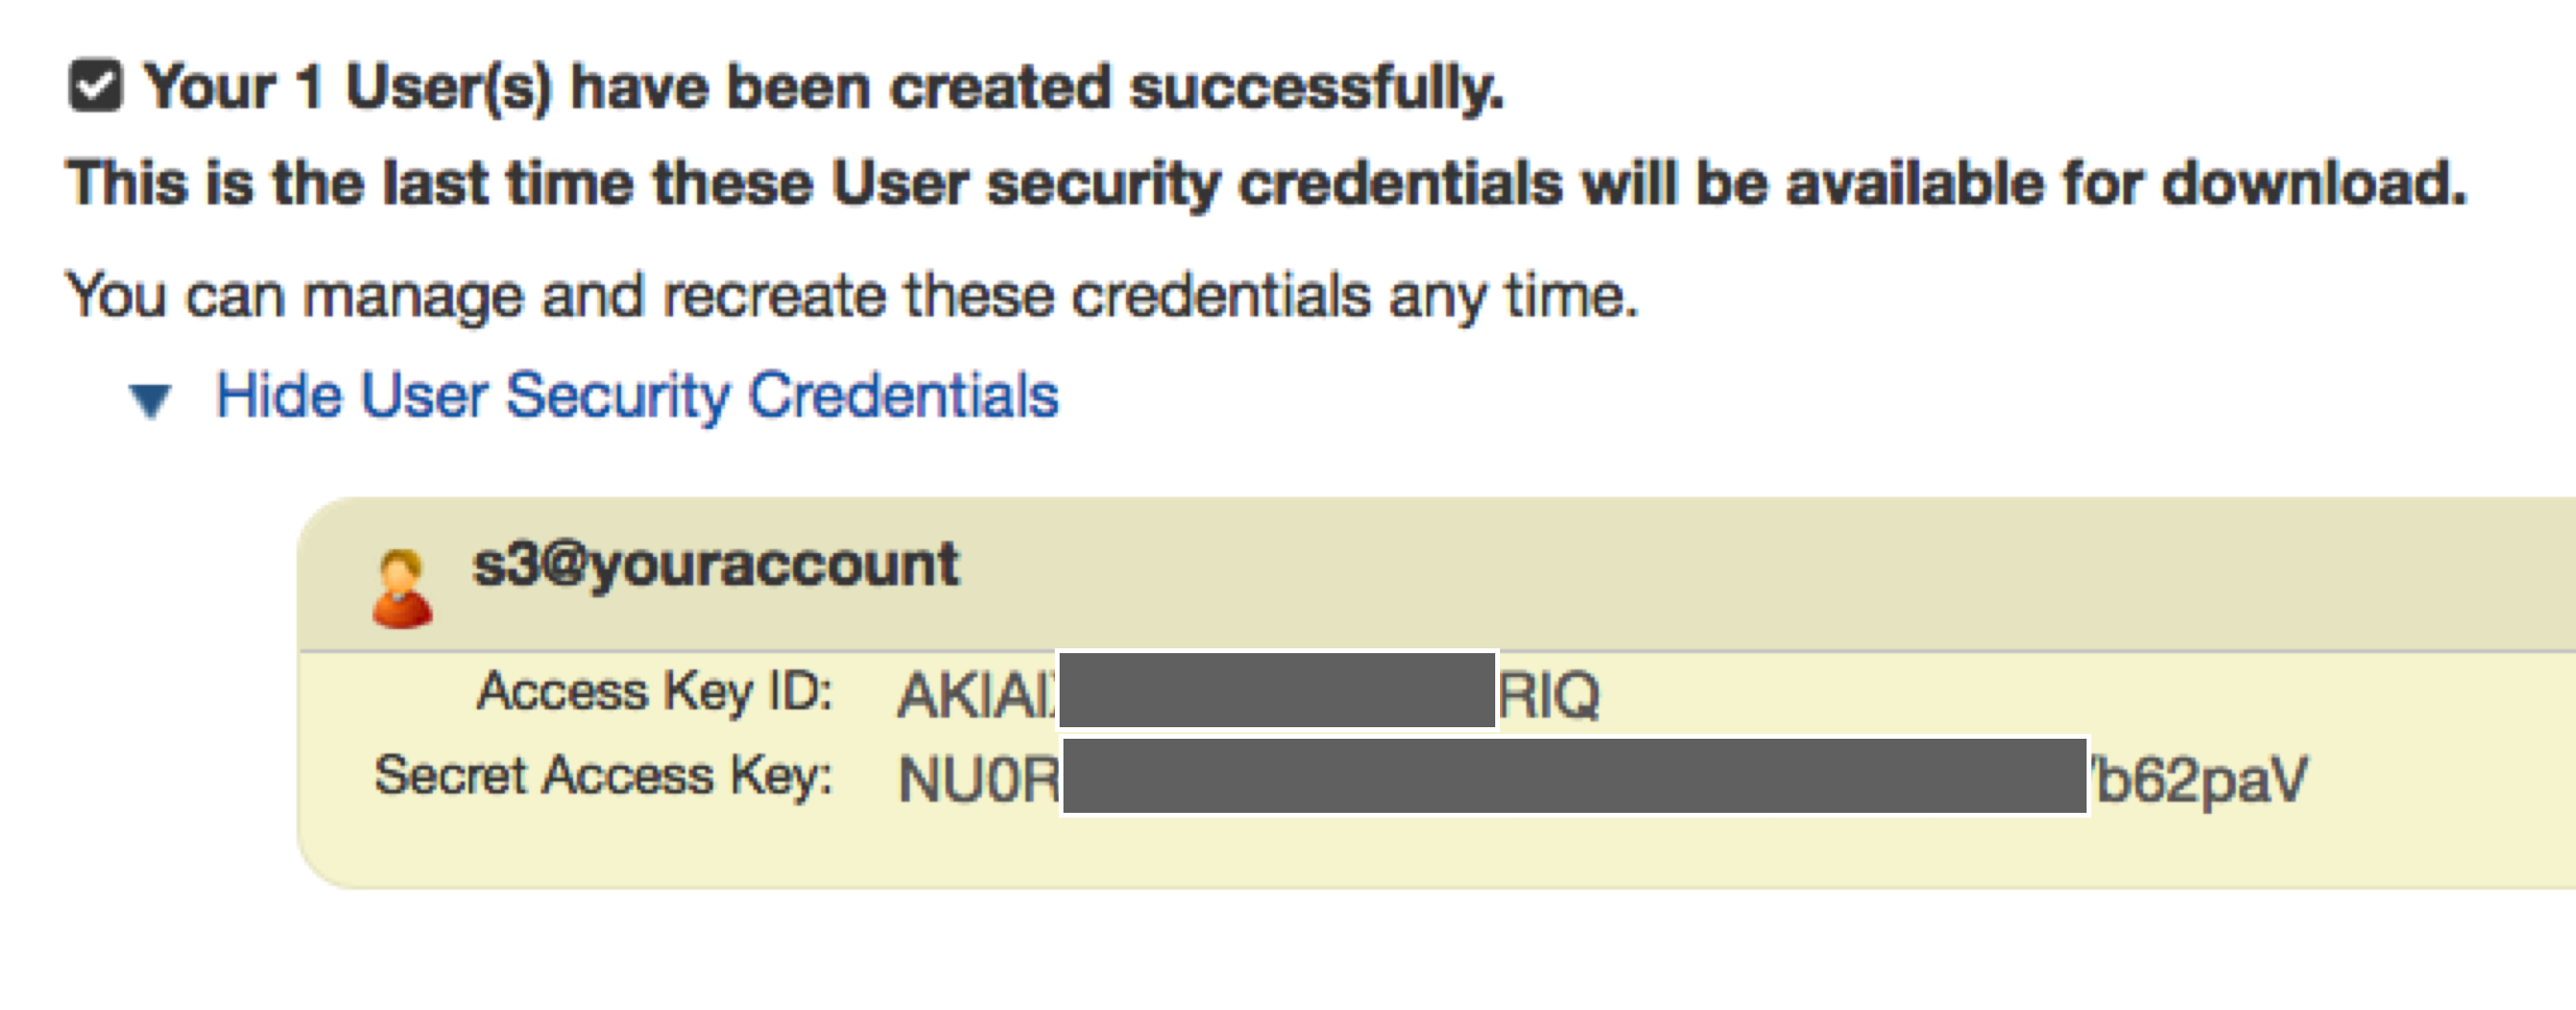 Your 1 User(s) have been created successfully.
This is the last time these User security credentials will be available for download.
You can manage and recreate these credentials any time.
Hide User Security Credentials
s3@youraccount
Access Key ID: AKIAI RIQ
Secret Access Key: NU0R b62paV